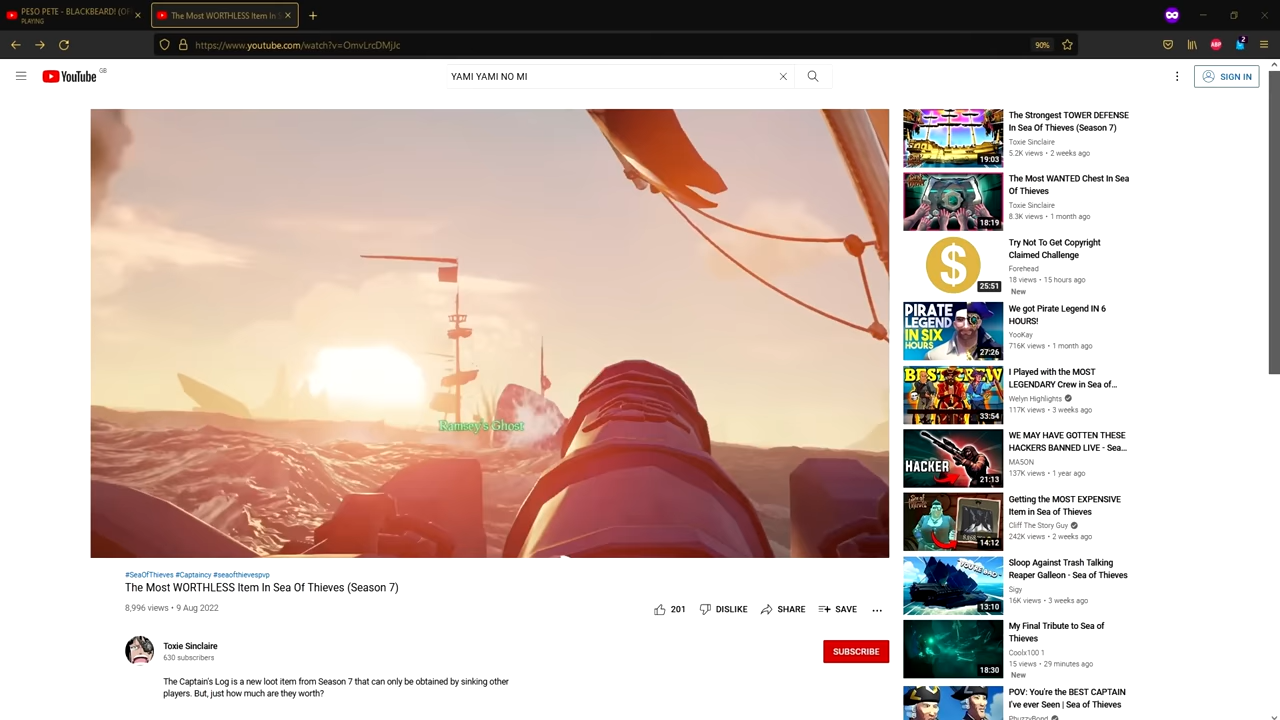 PESO PETE - BLACKBEARD! (OF
PLAYING
The Most WORTHLESS Item In S
https://www.youtube.com/watch?v=OmvLrcDMjJc
90%
ABP
2
YouTube GB
YAMI YAMI NO MI
SIGN IN
Ramsey's Ghost
#SeaOfThieves #Captaincy #seaofthievespvp
The Most WORTHLESS Item In Sea Of Thieves (Season 7)
8,996 views • 9 Aug 2022
201
DISLIKE
SHARE
SAVE
Toxie Sinclaire
630 subscribers
SUBSCRIBE
The Captain's Log is a new loot item from Season 7 that can only be obtained by sinking other
players. But, just how much are they worth?
19:03
The Strongest TOWER DEFENSE
In Sea Of Thieves (Season 7)
Toxie Sinclaire
5.2K views • 2 weeks ago
18:19
The Most WANTED Chest In Sea
Of Thieves
Toxie Sinclaire
8.3K views • 1 month ago
$
25:51
Try Not To Get Copyright
Claimed Challenge
Forehead
18 views • 15 hours ago
New
PIRATE
LEGEND
IN SIX
HOURS
27:26
We got Pirate Legend IN 6
HOURS!
YooKay
716K views • 1 month ago
BEST CREW
33:54
I Played with the MOST
LEGENDARY Crew in Sea of…
Welyn Highlights
117K views • 3 weeks ago
HACKER
21:13
WE MAY HAVE GOTTEN THESE
HACKERS BANNED LIVE - Sea…
MA5ON
137K views • 1 year ago
14:12
Getting the MOST EXPENSIVE
Item in Sea of Thieves
Cliff The Story Guy
242K views • 2 weeks ago
YOU'RE BAD
13:10
Sloop Against Trash Talking
Reaper Galleon - Sea of Thieves
Sigy
16K views • 3 weeks ago
18:30
My Final Tribute to Sea of
Thieves
Coolx100 1
15 views • 29 minutes ago
New
POV: You're the BEST CAPTAIN
I've ever Seen | Sea of Thieves
PhuzzyBond